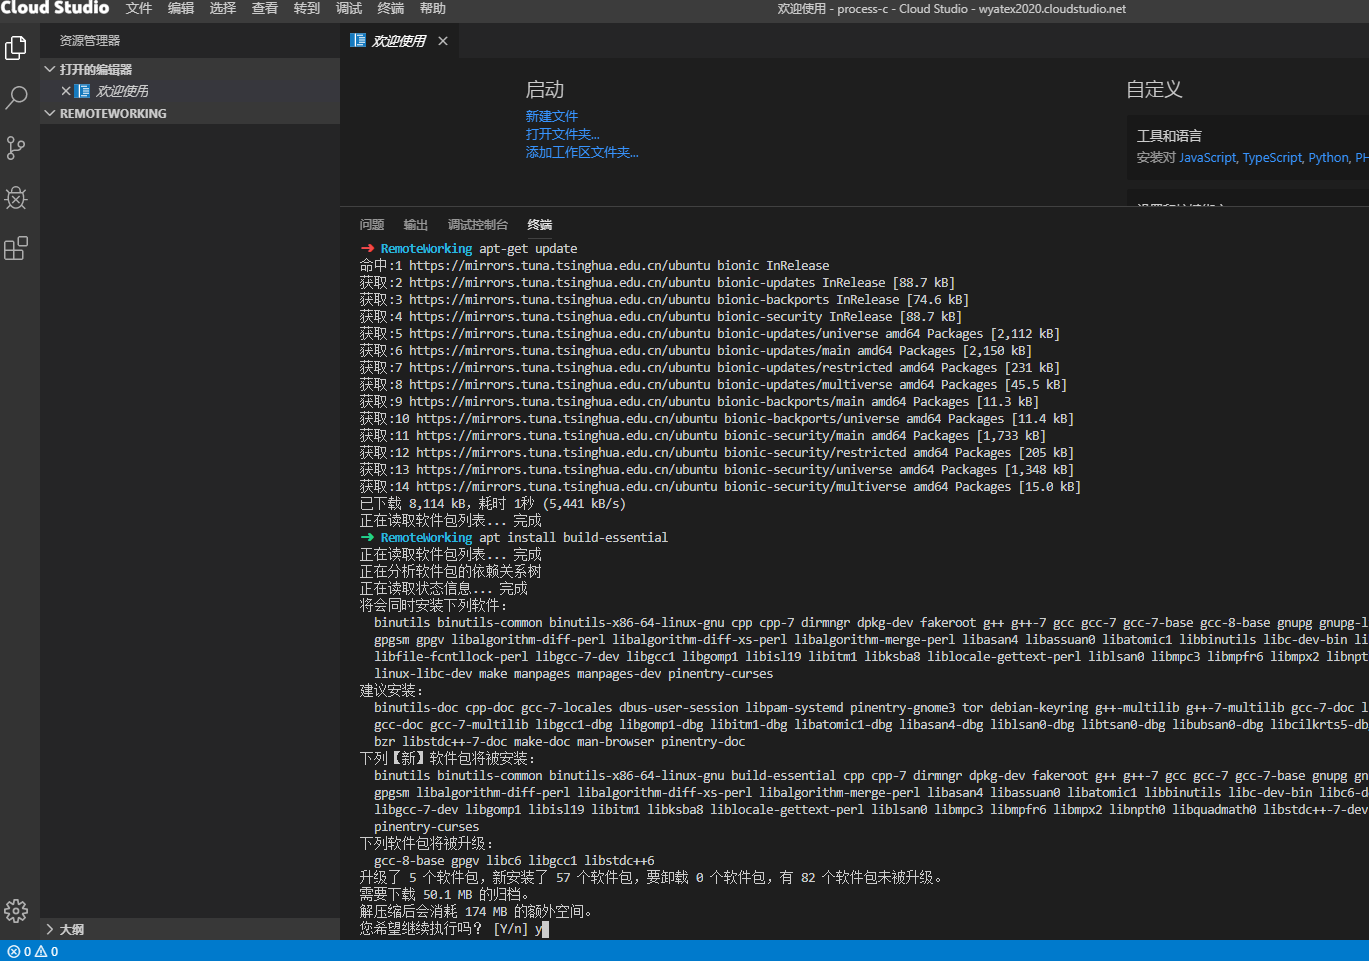 Cloud Studio 文件 编辑 选择 查看 转到 调试 终端 帮助 欢迎使用 - process-c - Cloud Studio - wyatex2020.cloudstudio.net
资源管理器
打开的编辑器
欢迎使用
REMOTEWORKING
大纲
欢迎使用
启动
新建文件
打开文件夹...
添加工作区文件夹...
自定义
工具和语言
安装对 JavaScript, TypeScript, Python, PH
问题 输出 调试控制台 终端
➜ RemoteWorking apt-get update
命中:1 https://mirrors.tuna.tsinghua.edu.cn/ubuntu bionic InRelease
获取:2 https://mirrors.tuna.tsinghua.edu.cn/ubuntu bionic-updates InRelease [88.7 kB]
获取:3 https://mirrors.tuna.tsinghua.edu.cn/ubuntu bionic-backports InRelease [74.6 kB]
获取:4 https://mirrors.tuna.tsinghua.edu.cn/ubuntu bionic-security InRelease [88.7 kB]
获取:5 https://mirrors.tuna.tsinghua.edu.cn/ubuntu bionic-updates/universe amd64 Packages [2,112 kB]
获取:6 https://mirrors.tuna.tsinghua.edu.cn/ubuntu bionic-updates/main amd64 Packages [2,150 kB]
获取:7 https://mirrors.tuna.tsinghua.edu.cn/ubuntu bionic-updates/restricted amd64 Packages [231 kB]
获取:8 https://mirrors.tuna.tsinghua.edu.cn/ubuntu bionic-updates/multiverse amd64 Packages [45.5 kB]
获取:9 https://mirrors.tuna.tsinghua.edu.cn/ubuntu bionic-backports/main amd64 Packages [11.3 kB]
获取:10 https://mirrors.tuna.tsinghua.edu.cn/ubuntu bionic-backports/universe amd64 Packages [11.4 kB]
获取:11 https://mirrors.tuna.tsinghua.edu.cn/ubuntu bionic-security/main amd64 Packages [1,733 kB]
获取:12 https://mirrors.tuna.tsinghua.edu.cn/ubuntu bionic-security/restricted amd64 Packages [205 kB]
获取:13 https://mirrors.tuna.tsinghua.edu.cn/ubuntu bionic-security/universe amd64 Packages [1,348 kB]
获取:14 https://mirrors.tuna.tsinghua.edu.cn/ubuntu bionic-security/multiverse amd64 Packages [15.0 kB]
已下载 8,114 kB，耗时 1秒 (5,441 kB/s)
正在读取软件包列表... 完成
➜ RemoteWorking apt install build-essential
正在读取软件包列表... 完成
正在分析软件包的依赖关系树
正在读取状态信息... 完成
将会同时安装下列软件：
binutils binutils-common binutils-x86-64-linux-gnu cpp cpp-7 dirmngr dpkg-dev fakeroot g++ g++-7 gcc gcc-7 gcc-7-base gcc-8-base gnupg gnupg-l
gpgsm gpgv libalgorithm-diff-perl libalgorithm-diff-xs-perl libalgorithm-merge-perl libasan4 libassuan0 libatomic1 libbinutils libc-dev-bin li
libfile-fcntllock-perl libgcc-7-dev libgcc1 libgomp1 libisl19 libitm1 libksba8 liblocale-gettext-perl liblsan0 libmpc3 libmpfr6 libmpx2 libnpt
linux-libc-dev make manpages manpages-dev pinentry-curses
建议安装：
binutils-doc cpp-doc gcc-7-locales dbus-user-session libpam-systemd pinentry-gnome3 tor debian-keyring g++-multilib g++-7-multilib gcc-7-doc l
gcc-doc gcc-7-multilib libgcc1-dbg libgomp1-dbg libitm1-dbg libatomic1-dbg libasan4-dbg liblsan0-dbg libtsan0-dbg libubsan0-dbg libcilkrts5-db
bzr libstdc++-7-doc make-doc man-browser pinentry-doc
下列【新】软件包将被安装：
binutils binutils-common binutils-x86-64-linux-gnu build-essential cpp cpp-7 dirmngr dpkg-dev fakeroot g++ g++-7 gcc gcc-7 gcc-7-base gnupg gn
gpgsm libalgorithm-diff-perl libalgorithm-diff-xs-perl libalgorithm-merge-perl libasan4 libassuan0 libatomic1 libbinutils libc-dev-bin libc6-d
libgcc-7-dev libgomp1 libisl19 libitm1 libksba8 liblocale-gettext-perl liblsan0 libmpc3 libmpfr6 libmpx2 libnpth0 libquadmath0 libstdc++-7-dev
pinentry-curses
下列软件包将被升级：
gcc-8-base gpgv libc6 libgcc1 libstdc++6
升级了 5 个软件包，新安装了 57 个软件包，要卸载 0 个软件包，有 82 个软件包未被升级。
需要下载 50.1 MB 的归档。
解压缩后会消耗 174 MB 的额外空间。
您希望继续执行吗？ [Y/n] y
0 0